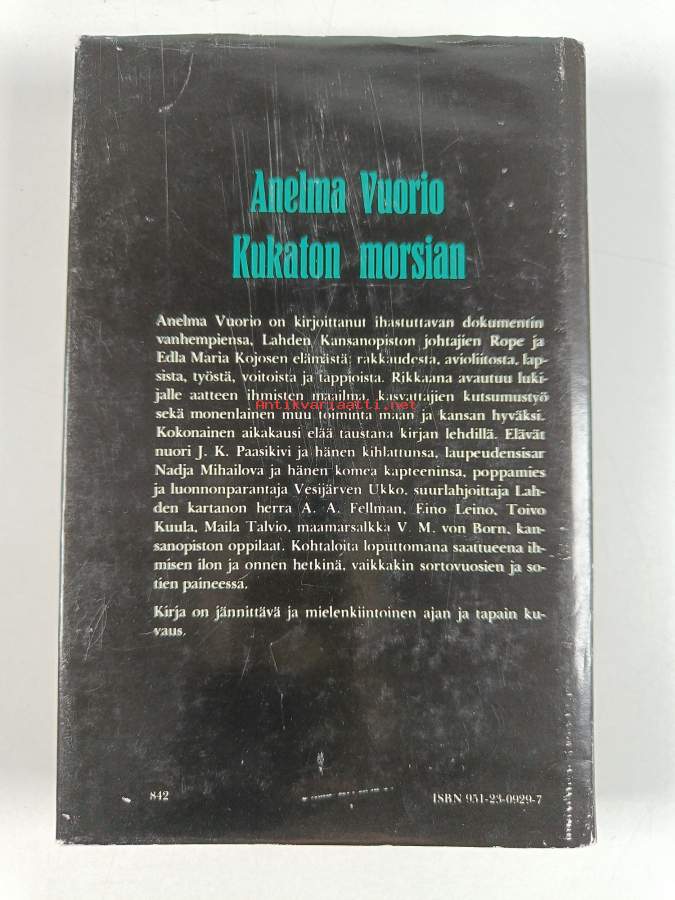 Anelma Vuorio
Kukaton morsian
Anelma Vuorio on kirjoittanut ihastuttavan dokumentin
vanhempiensa, Lahden Kansanopiston johtajien Rope ja
Edla Maria Kojosen elämästä; rakkaudesta, avioliitosta, lap-
sista, työstä, voitoista ja tappioista. Rikkaana avautuu luki-
jalle aatteen ihmisten maailma, kasvattajien kutsumustyö
Antikvariaatti.net
sekä monenlainen muu toiminta maan ja kansan hyväksi.
Kokonainen aikakausi elää taustana kirjan lehdillä. Elävät
nuori J. K. Paasikivi ja hänen kihlattunsa, laupeudensisar
Nadja Mihailova ja hänen komea kapteeninsa, poppamies
ja luonnonparantaja Vesijärven Ukko, suurlahjoittaja Lah-
den kartanon herra A. A. Fellman, Eino Leino, Toivo
Kuula, Maila Talvio, maamarsalkka V. M. von Born, kan-
sanopiston oppilaat. Kohtaloita loputtomana saattueena ih-
misen ilon ja onnen hetkinä, vaikkakin sortovuosien ja so-
tien paineessa.
Kirja on jännittävä ja mielenkiintoinen ajan ja tapain ku-
vaus.
842
ISBN 951-23-0929-7